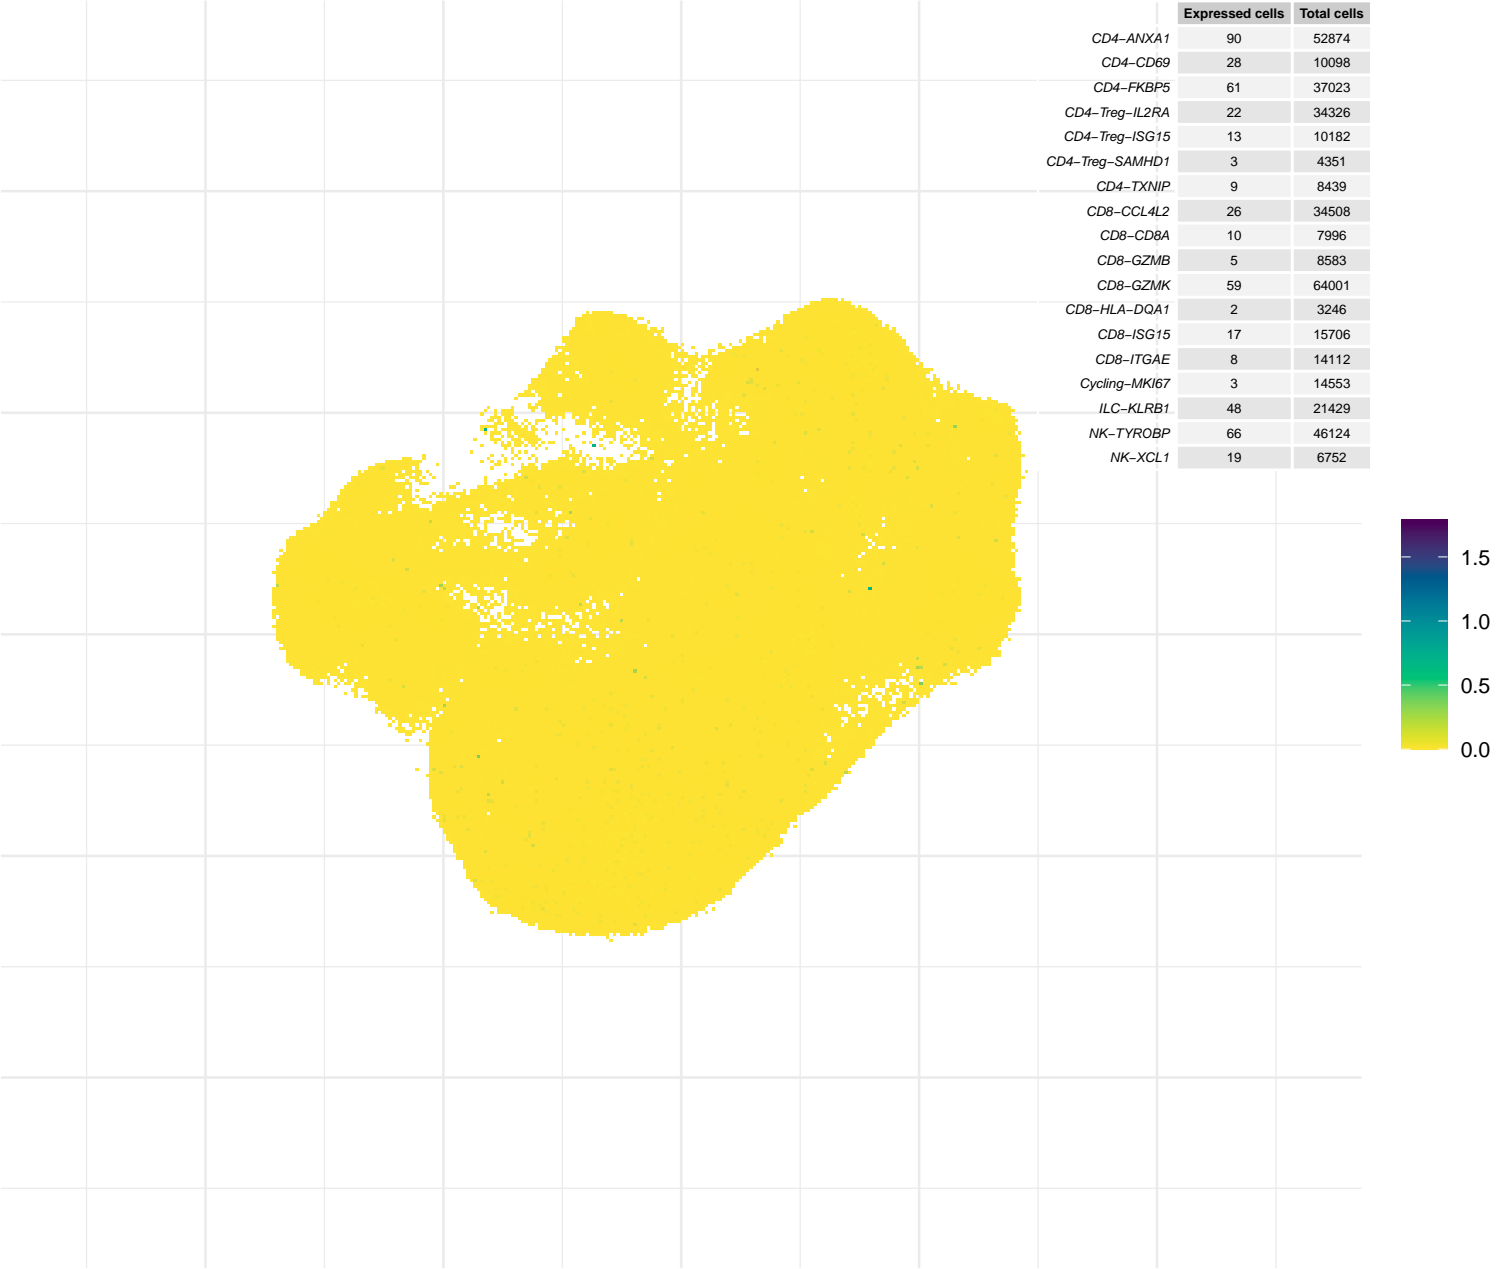 Expressed cells Total cells
CD4−ANXA1 90 52874
CD4−CD69 28 10098
CD4−FKBP5 61 37023
CD4−Treg−IL2RA 22 34326
CD4−Treg−ISG15 13 10182
CD4−Treg−SAMHD1 3 4351
CD4−TXNIP 9 8439
CD8−CCL4L2 26 34508
CD8−CD8A 10 7996
CD8−GZMB 5 8583
CD8−GZMK 59 64001
CD8−HLA−DQA1 2 3246
CD8−ISG15 17 15706
CD8−ITGAE 8 14112
Cycling−MKI67 3 14553
ILC−KLRB1 48 21429
NK−TYROBP 66 46124
NK−XCL1 19 6752
1.5
1.0
0.5
0.0